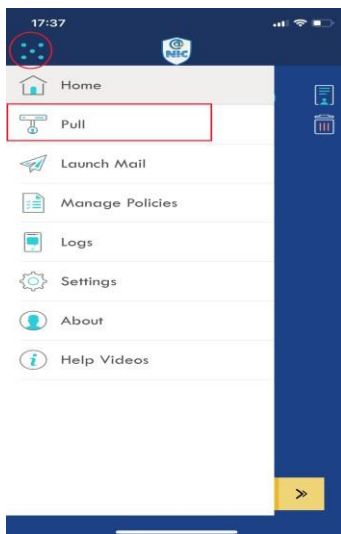 17:37
@
NIC
Home
Pull
Launch Mail
Manage Policies
Logs
Settings
About
i
Help Videos